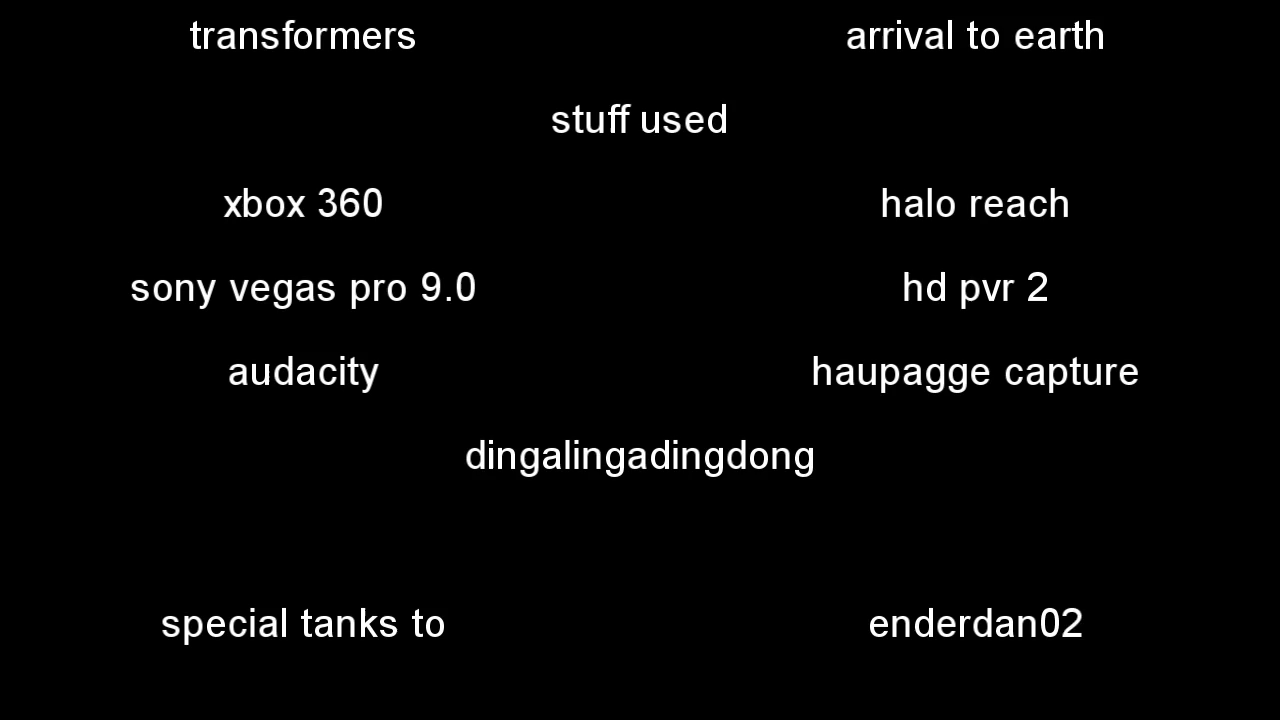 transformers arrival to earth
stuff used
xbox 360 halo reach
sony vegas pro 9.0 hd pvr 2
audacity haupagge capture
dingalingadingdong
special tanks to enderdan02